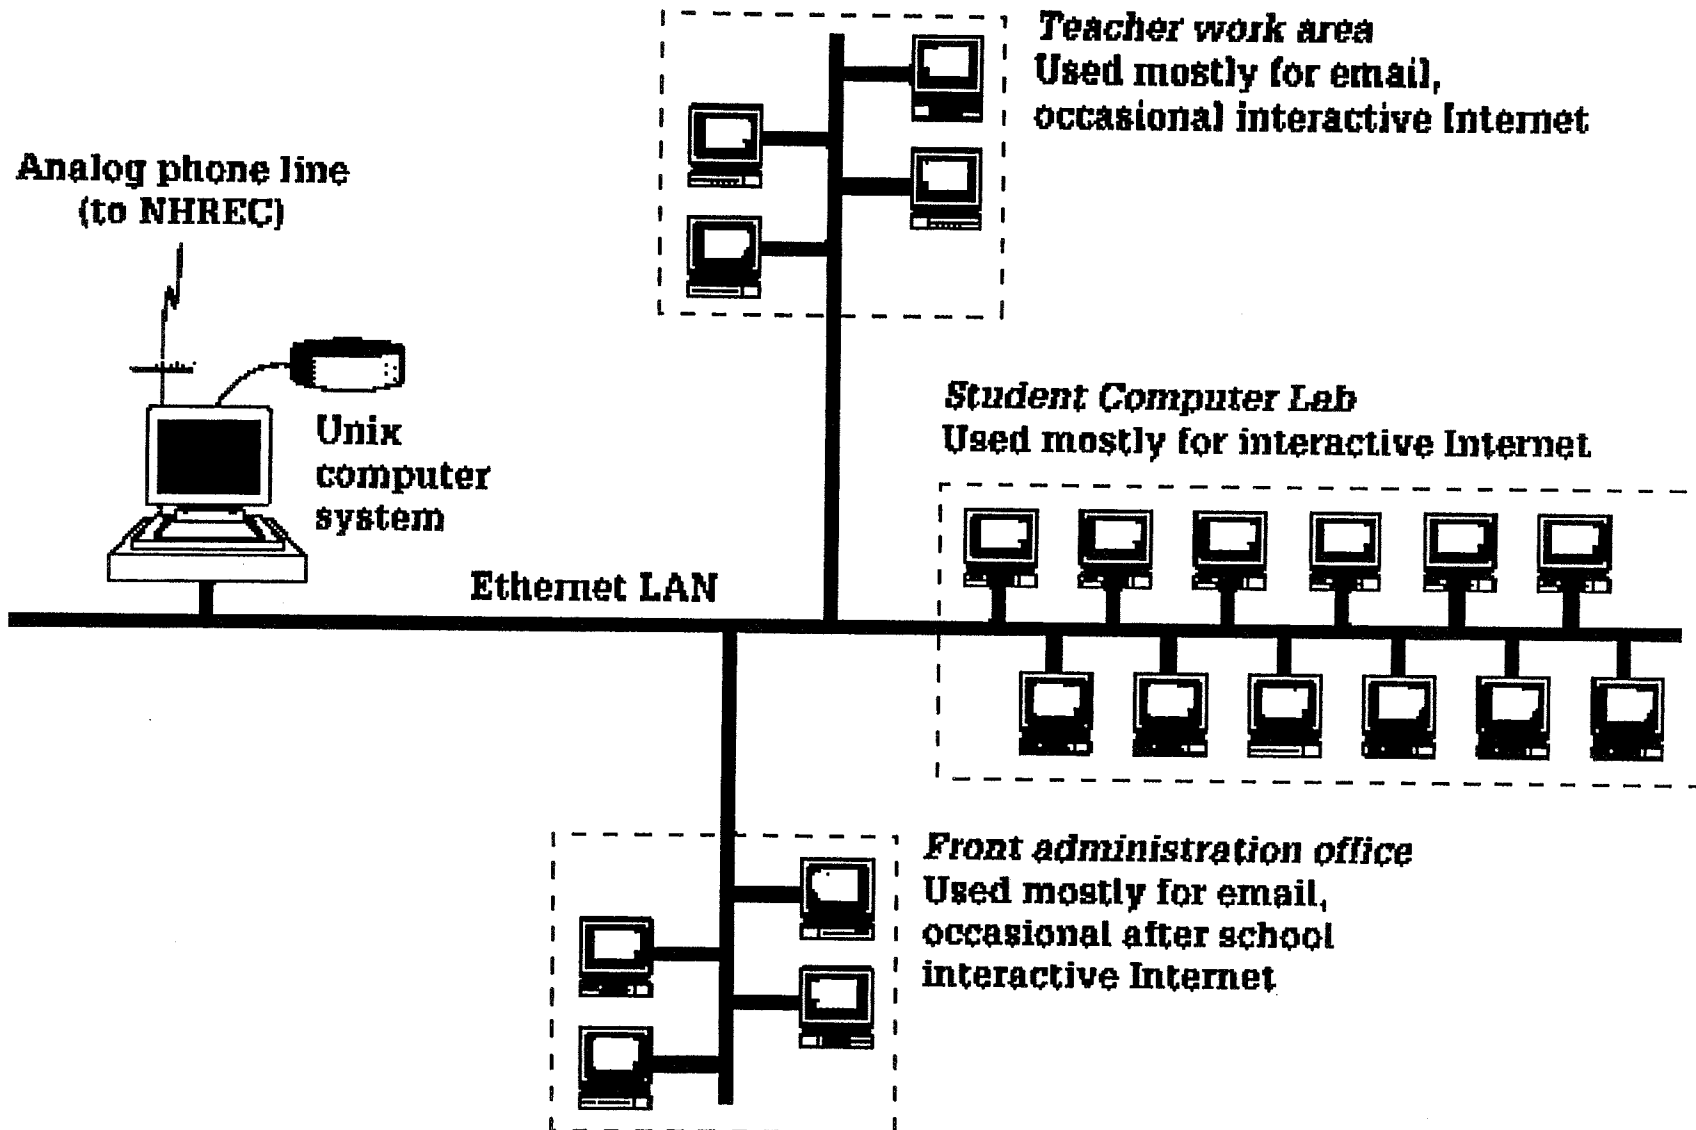 Teacher work area
Used mostly for email,
occasional interactive Internet
Analog phone line
(to NHREC)
Unix
computer
system
Student Computer Lab
Used mostly for interactive Internet
Ethernet LAN
Front administration office
Used mostly for email,
occasional after school
interactive Internet